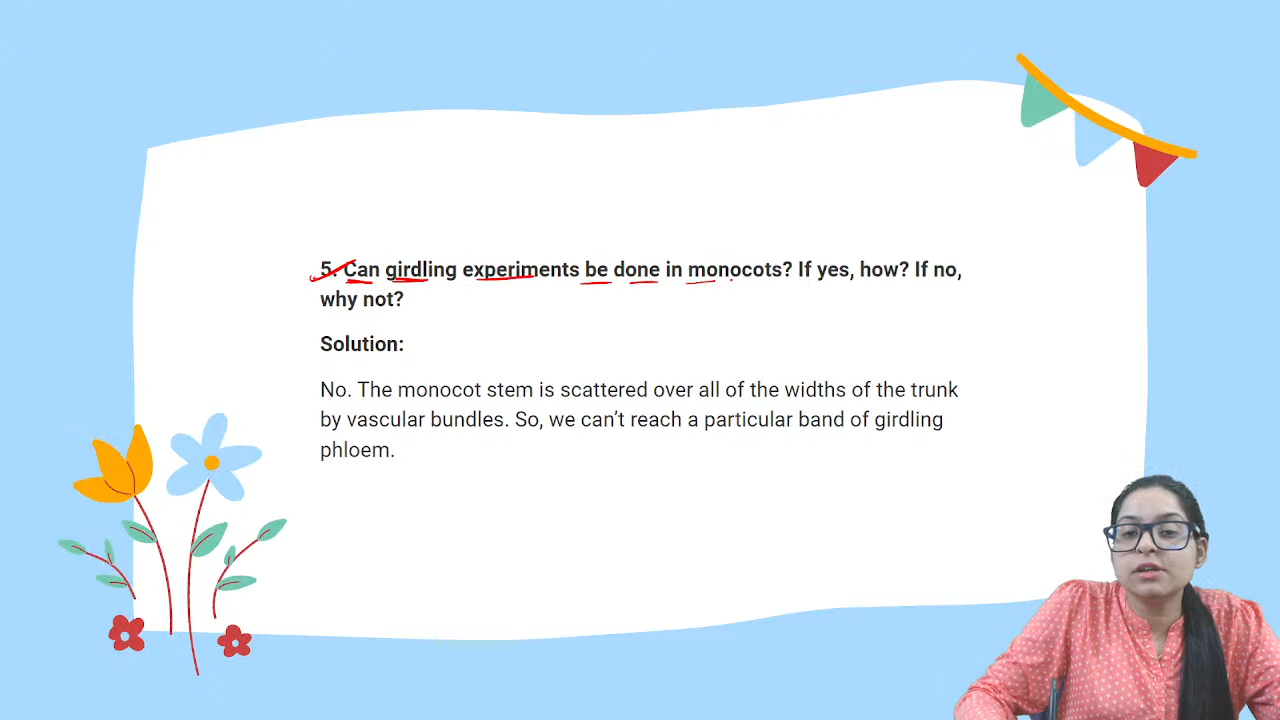 5. Can girdling experiments be done in monocots? If yes, how? If no,
why not?
Solution:
No. The monocot stem is scattered over all of the widths of the trunk
by vascular bundles. So, we can’t reach a particular band of girdling
phloem.